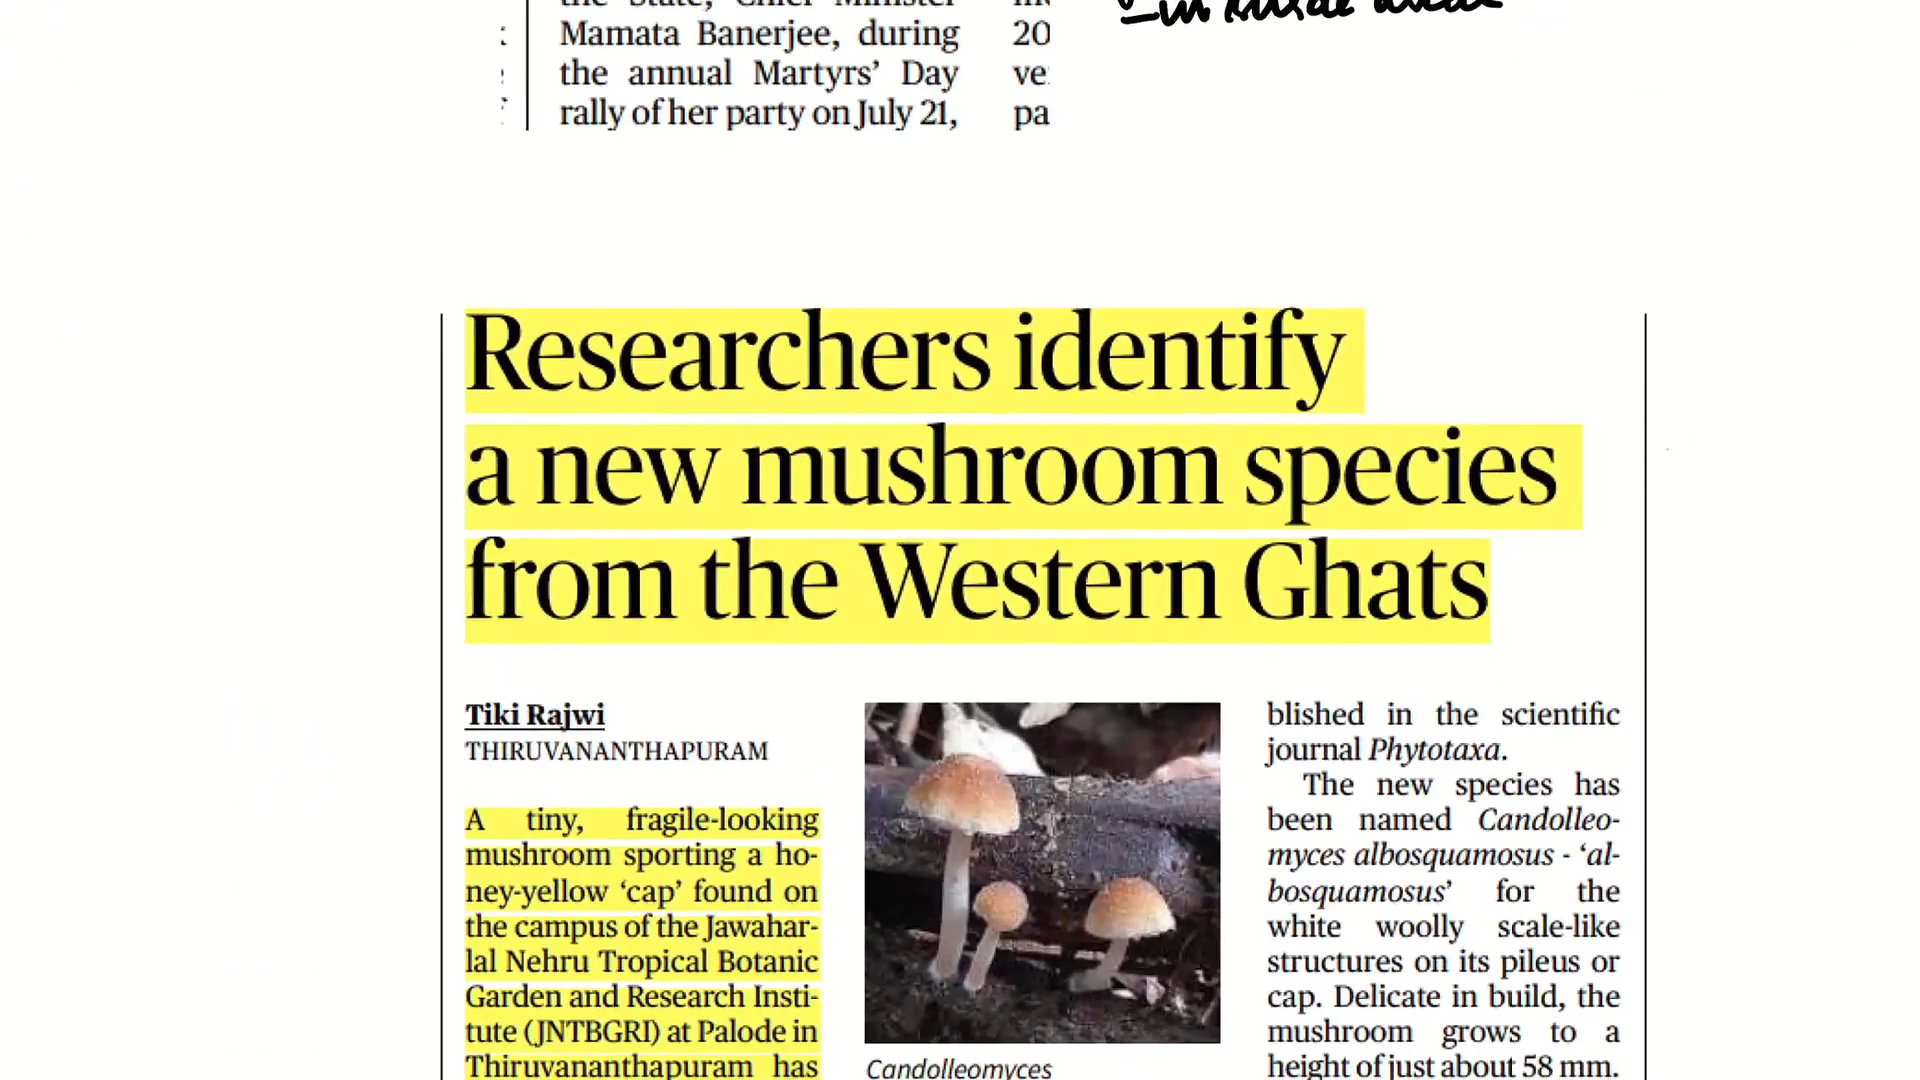 Mamata Banerjee, during
the annual Martyrs’ Day
rally of her party on July 21,
20
ve
pa
Researchers identify
a new mushroom species
from the Western Ghats
Tiki Rajwi
THIRUVANANTHAPURAM
A tiny, fragile-looking
mushroom sporting a ho-
ney-yellow ‘cap’ found on
the campus of the Jawahar-
lal Nehru Tropical Botanic
Garden and Research Insti-
tute (JNTBGRI) at Palode in
Thiruvananthapuram has
Candolleomyces
blished in the scientific
journal Phytotaxa.
The new species has
been named Candolleo-
myces albosquamosus - ‘al-
bosquamosus’ for the
white woolly scale-like
structures on its pileus or
cap. Delicate in build, the
mushroom grows to a
height of just about 58 mm.